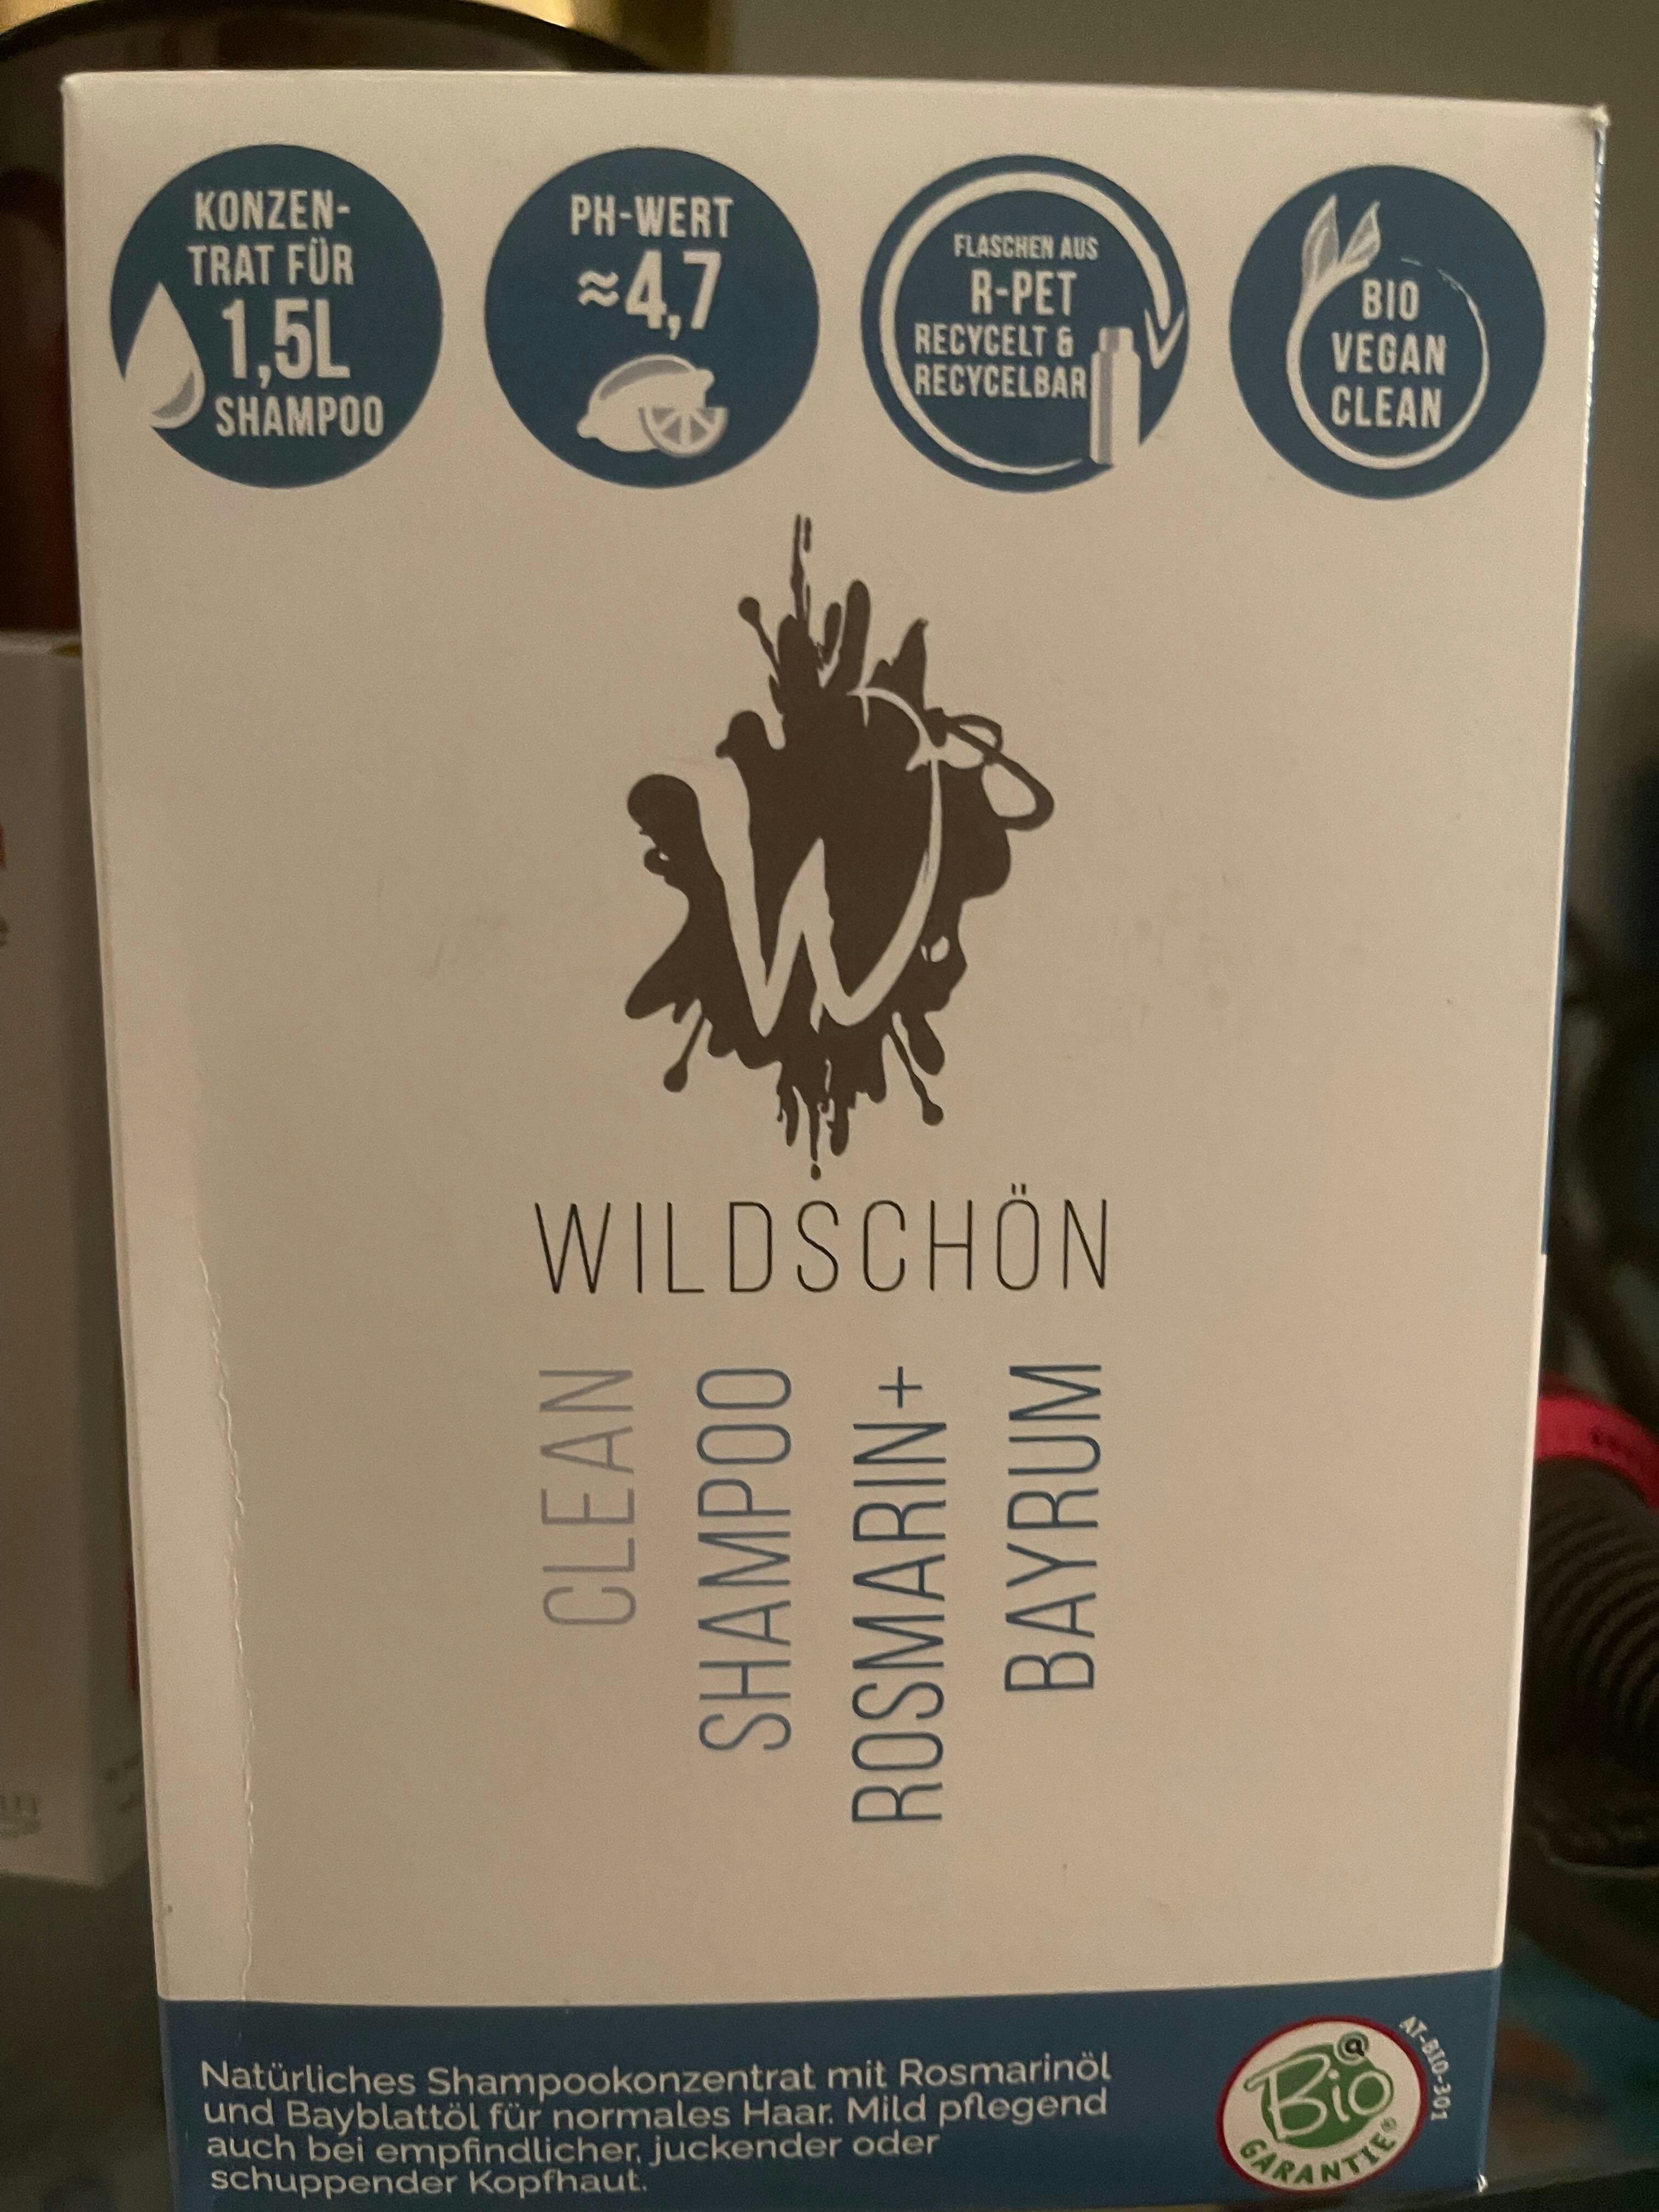 KONZEN-
TRAT FÜR
1,5L
SHAMPOO
PH-WERT
≈4,7
FLASCHEN AUS
R-PET
RECYCELT &
RECYCELBAR
BIO
VEGAN
CLEAN
W
WILDSCHÖN
CLEAN
SHAMPOO
ROSMARIN+
BAYRUM
Natürliches Shampookonzentrat mit Rosmarinöl
und Bayblattöl für normales Haar. Mild pflegend
auch bei empfindlicher, juckender oder
schuppender Kopfhaut.
@
Bio
GARANTIE®
AT-BIO-301